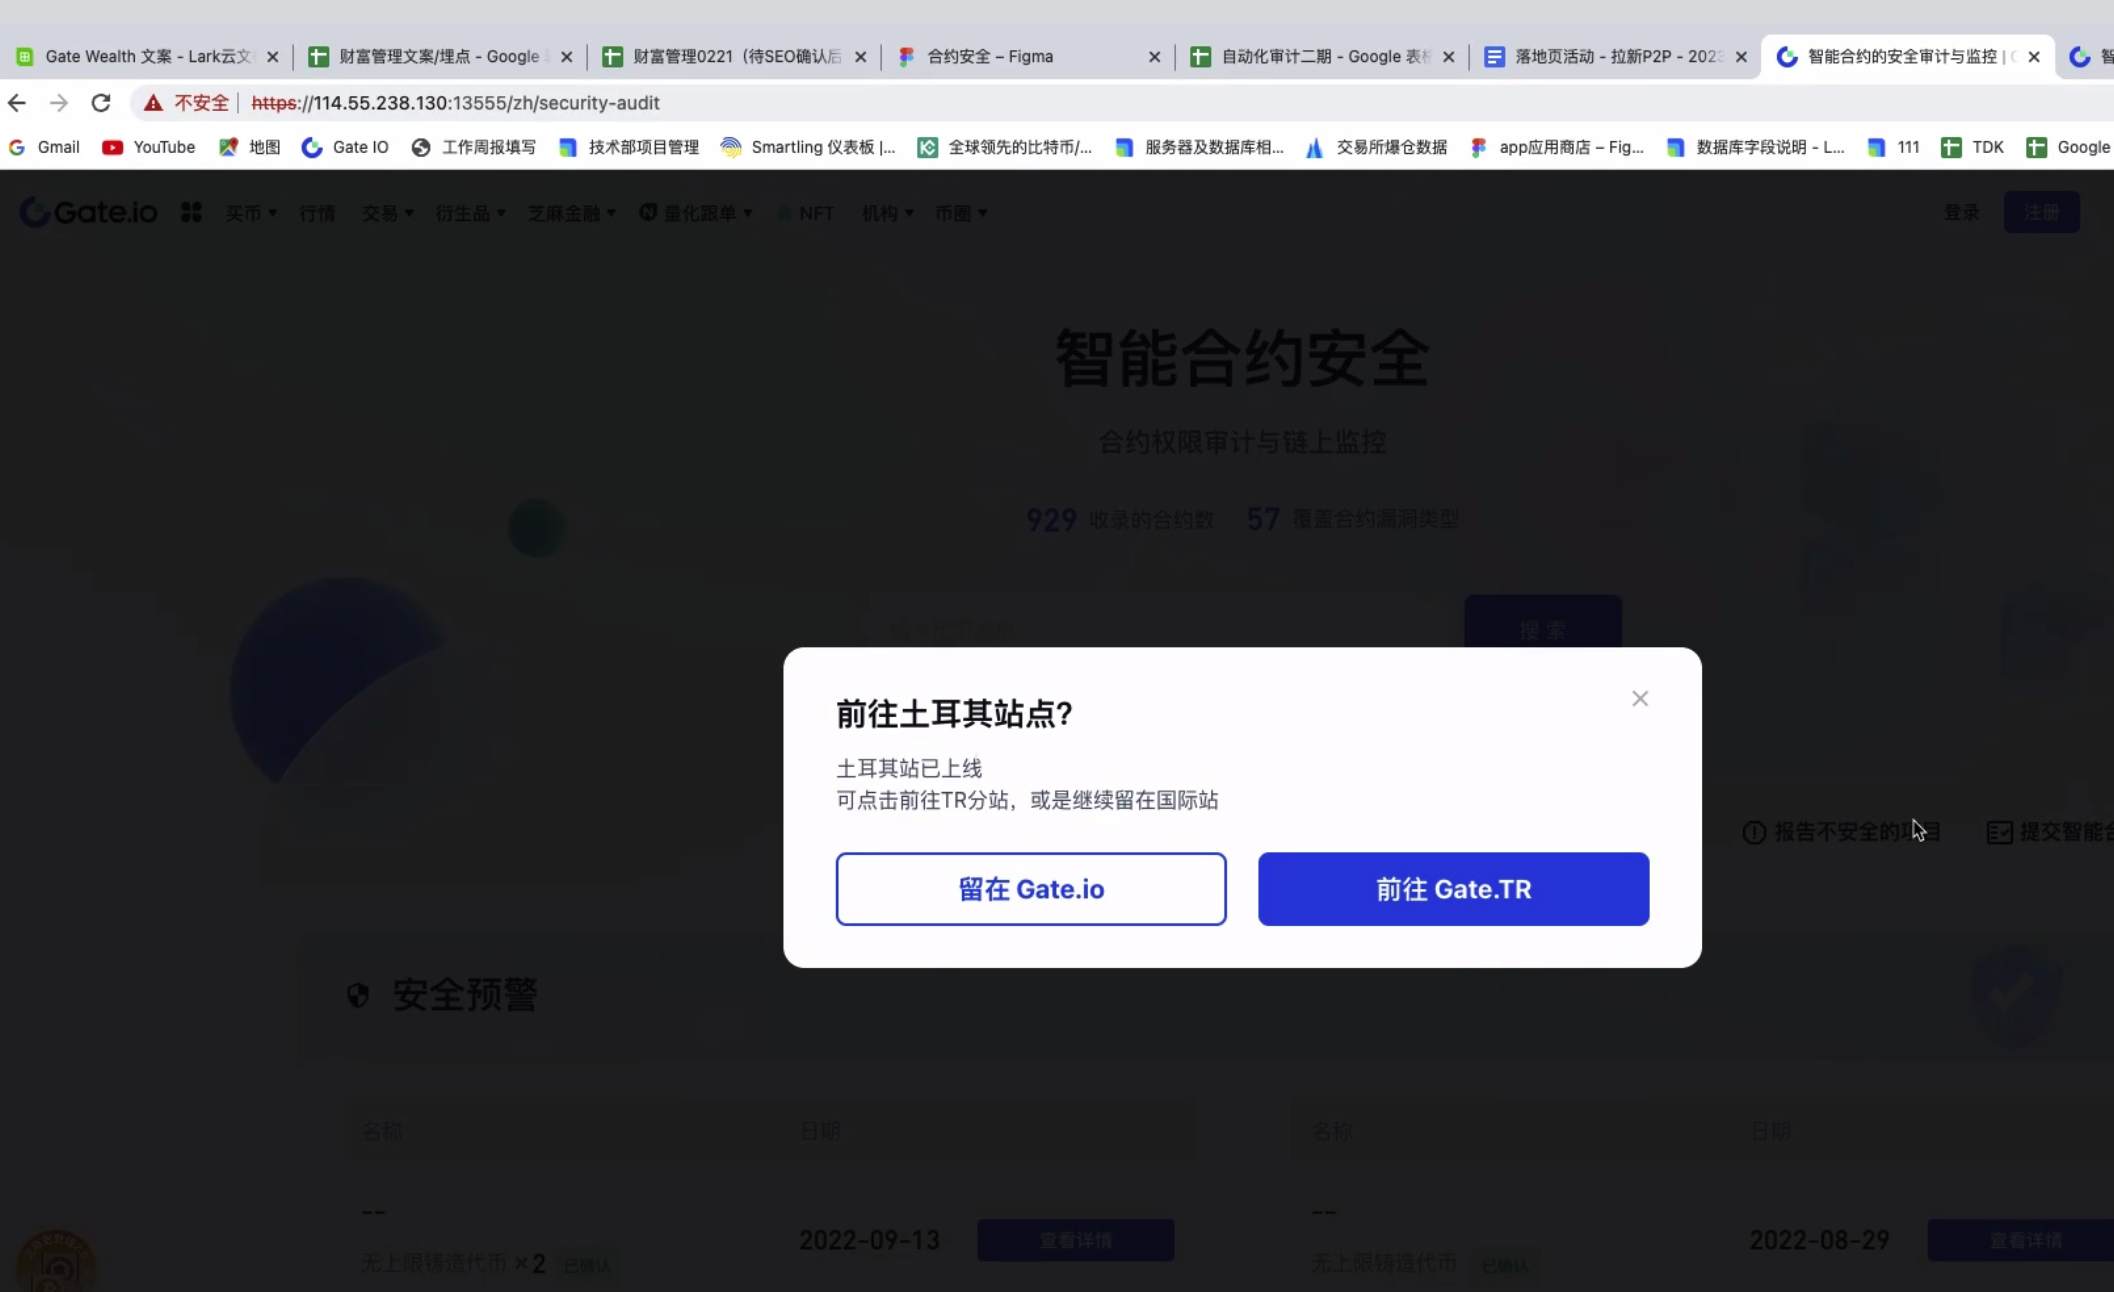 Gate Wealth 文案 - Lark云文
财富管理文案/埋点 - Google
财富管理0221（待SEO确认后
合约安全 – Figma
自动化审计二期 - Google 表格
落地页活动 - 拉新P2P - 2023
智能合约的安全审计与监控 |
不安全 https://114.55.238.130:13555/zh/security-audit
Gmail YouTube 地图 Gate IO 工作周报填写 技术部项目管理 Smartling 仪表板 |... 全球领先的比特币/... 服务器及数据库相... 交易所爆仓数据 app应用商店 – Fig... 数据库字段说明 - L... 111 TDK Google
Gate.io 买币 行情 交易 衍生品 芝麻金融 量化跟单 NFT 机构 币圈 登录 注册
智能合约安全
合约权限审计与链上监控
929 收录的合约数 57 覆盖合约漏洞类型
搜 索
前往土耳其站点?
土耳其站已上线
可点击前往TR分站，或是继续留在国际站
报告不安全的项目 提交智能合
留在 Gate.io 前往 Gate.TR
安全预警
名称 日期 名称 日期
-- --
2022-09-13 查看详情 2022-08-29 查看详情
无上限铸造代币 ×2 已确认 无上限铸造代币 已确认